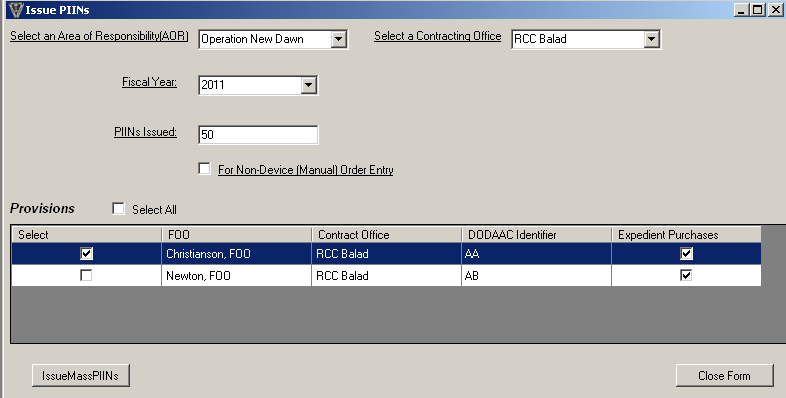 Issue PIINs
Select an Area of Responsibility(AOR) Operation New Dawn Select a Contracting Office RCC Balad
Fiscal Year: 2011
PIINs Issued: 50
For Non-Device (Manual) Order Entry
Provisions Select All
Select FOO Contract Office DODAAC Identifier Expedient Purchases
Christianson, FOO RCC Balad AA
Newton, FOO RCC Balad AB
IssueMassPIINs Close Form